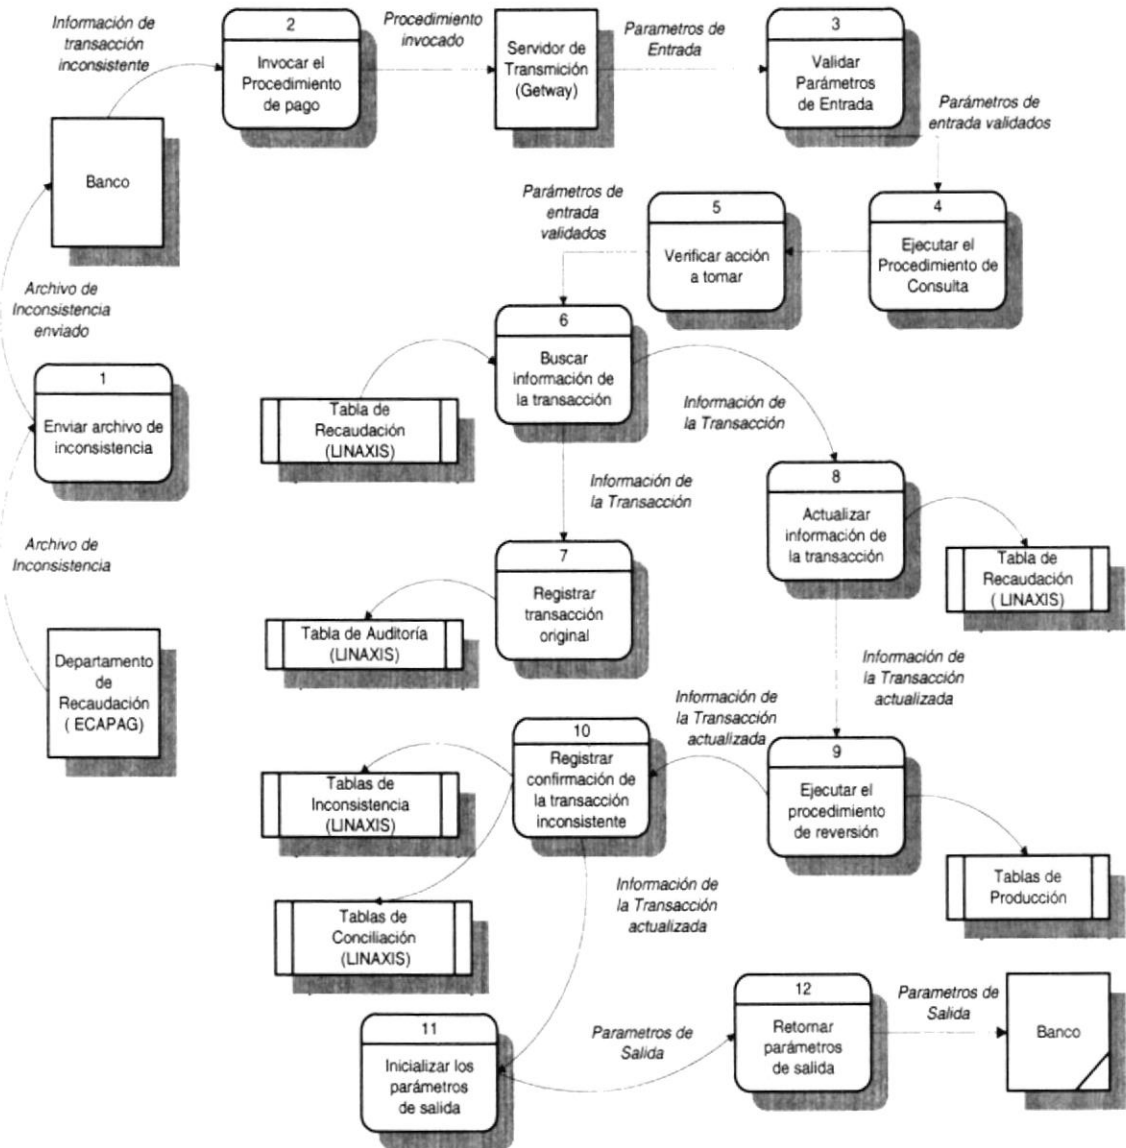 Información de
transacción
inconsistente
2
Invocar el
Procedimiento
de pago
Procedimiento
invocado
Servidor de
Transmición
(Getway)
Parametros de
Entrada
3
Validar
Parámetros
de Entrada
Parámetros de
entrada validados
Banco
Parámetros de
entrada
validados
5
Verificar acción
a tomar
4
Ejecutar el
Procedimiento de
Consulta
Archivo de
Inconsistencia
enviado
6
Buscar
información de
la transacción
1
Enviar archivo de
inconsistencia
Tabla de
Recaudación
(LINAXIS)
Información de
la Transacción
Información de
la Transacción
8
Actualizar
información de
la transacción
Archivo de
Inconsistencia
7
Registrar
transacción
original
Tabla de
Recaudación
( LINAXIS)
Tabla de Auditoría
(LINAXIS)
Departamento
de
Recaudación
( ECAPAG)
Información de
la Transacción
actualizada
Información de
la Transacción
actualizada
10
Registrar
confirmación de
la transacción
inconsistente
9
Ejecutar el
procedimiento
de reversión
Tablas de
Inconsistencia
(LINAXIS)
Tablas de
Producción
Información de
la Transacción
actualizada
Tablas de
Conciliación
(LINAXIS)
12
Retornar
parámetros
de salida
Parametros de
Salida
Banco
11
Inicializar los
parámetros
de salida
Parametros de
Salida